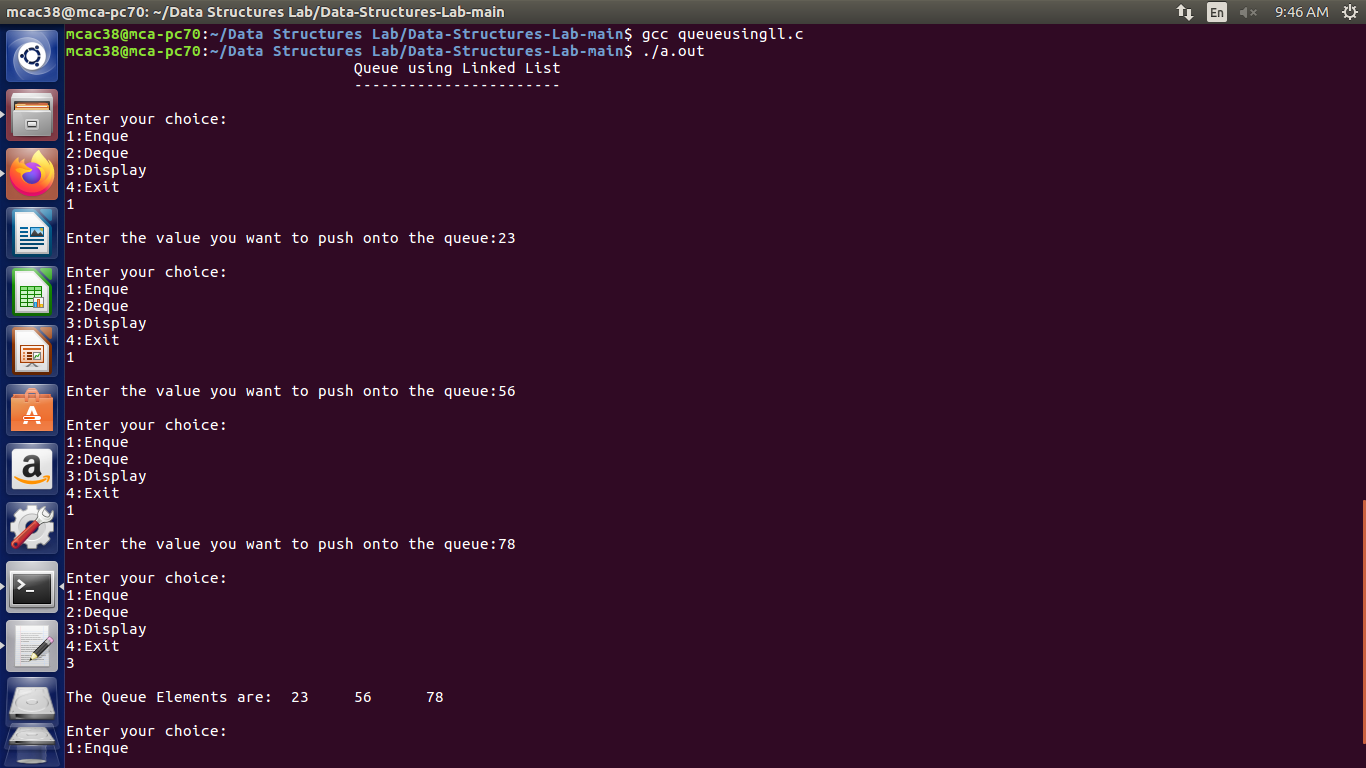 mcac38@mca-pc70: ~/Data Structures Lab/Data-Structures-Lab-main
En
9:46 AM
mcac38@mca-pc70:~/Data Structures Lab/Data-Structures-Lab-main$ gcc queueusingll.c
mcac38@mca-pc70:~/Data Structures Lab/Data-Structures-Lab-main$ ./a.out
Queue using Linked List
-----------------------
Enter your choice:
1:Enque
2:Deque
3:Display
4:Exit
1
Enter the value you want to push onto the queue:23
Enter your choice:
1:Enque
2:Deque
3:Display
4:Exit
1
Enter the value you want to push onto the queue:56
Enter your choice:
1:Enque
2:Deque
3:Display
4:Exit
1
Enter the value you want to push onto the queue:78
Enter your choice:
1:Enque
2:Deque
3:Display
4:Exit
3
The Queue Elements are:  23     56      78
Enter your choice:
1:Enque